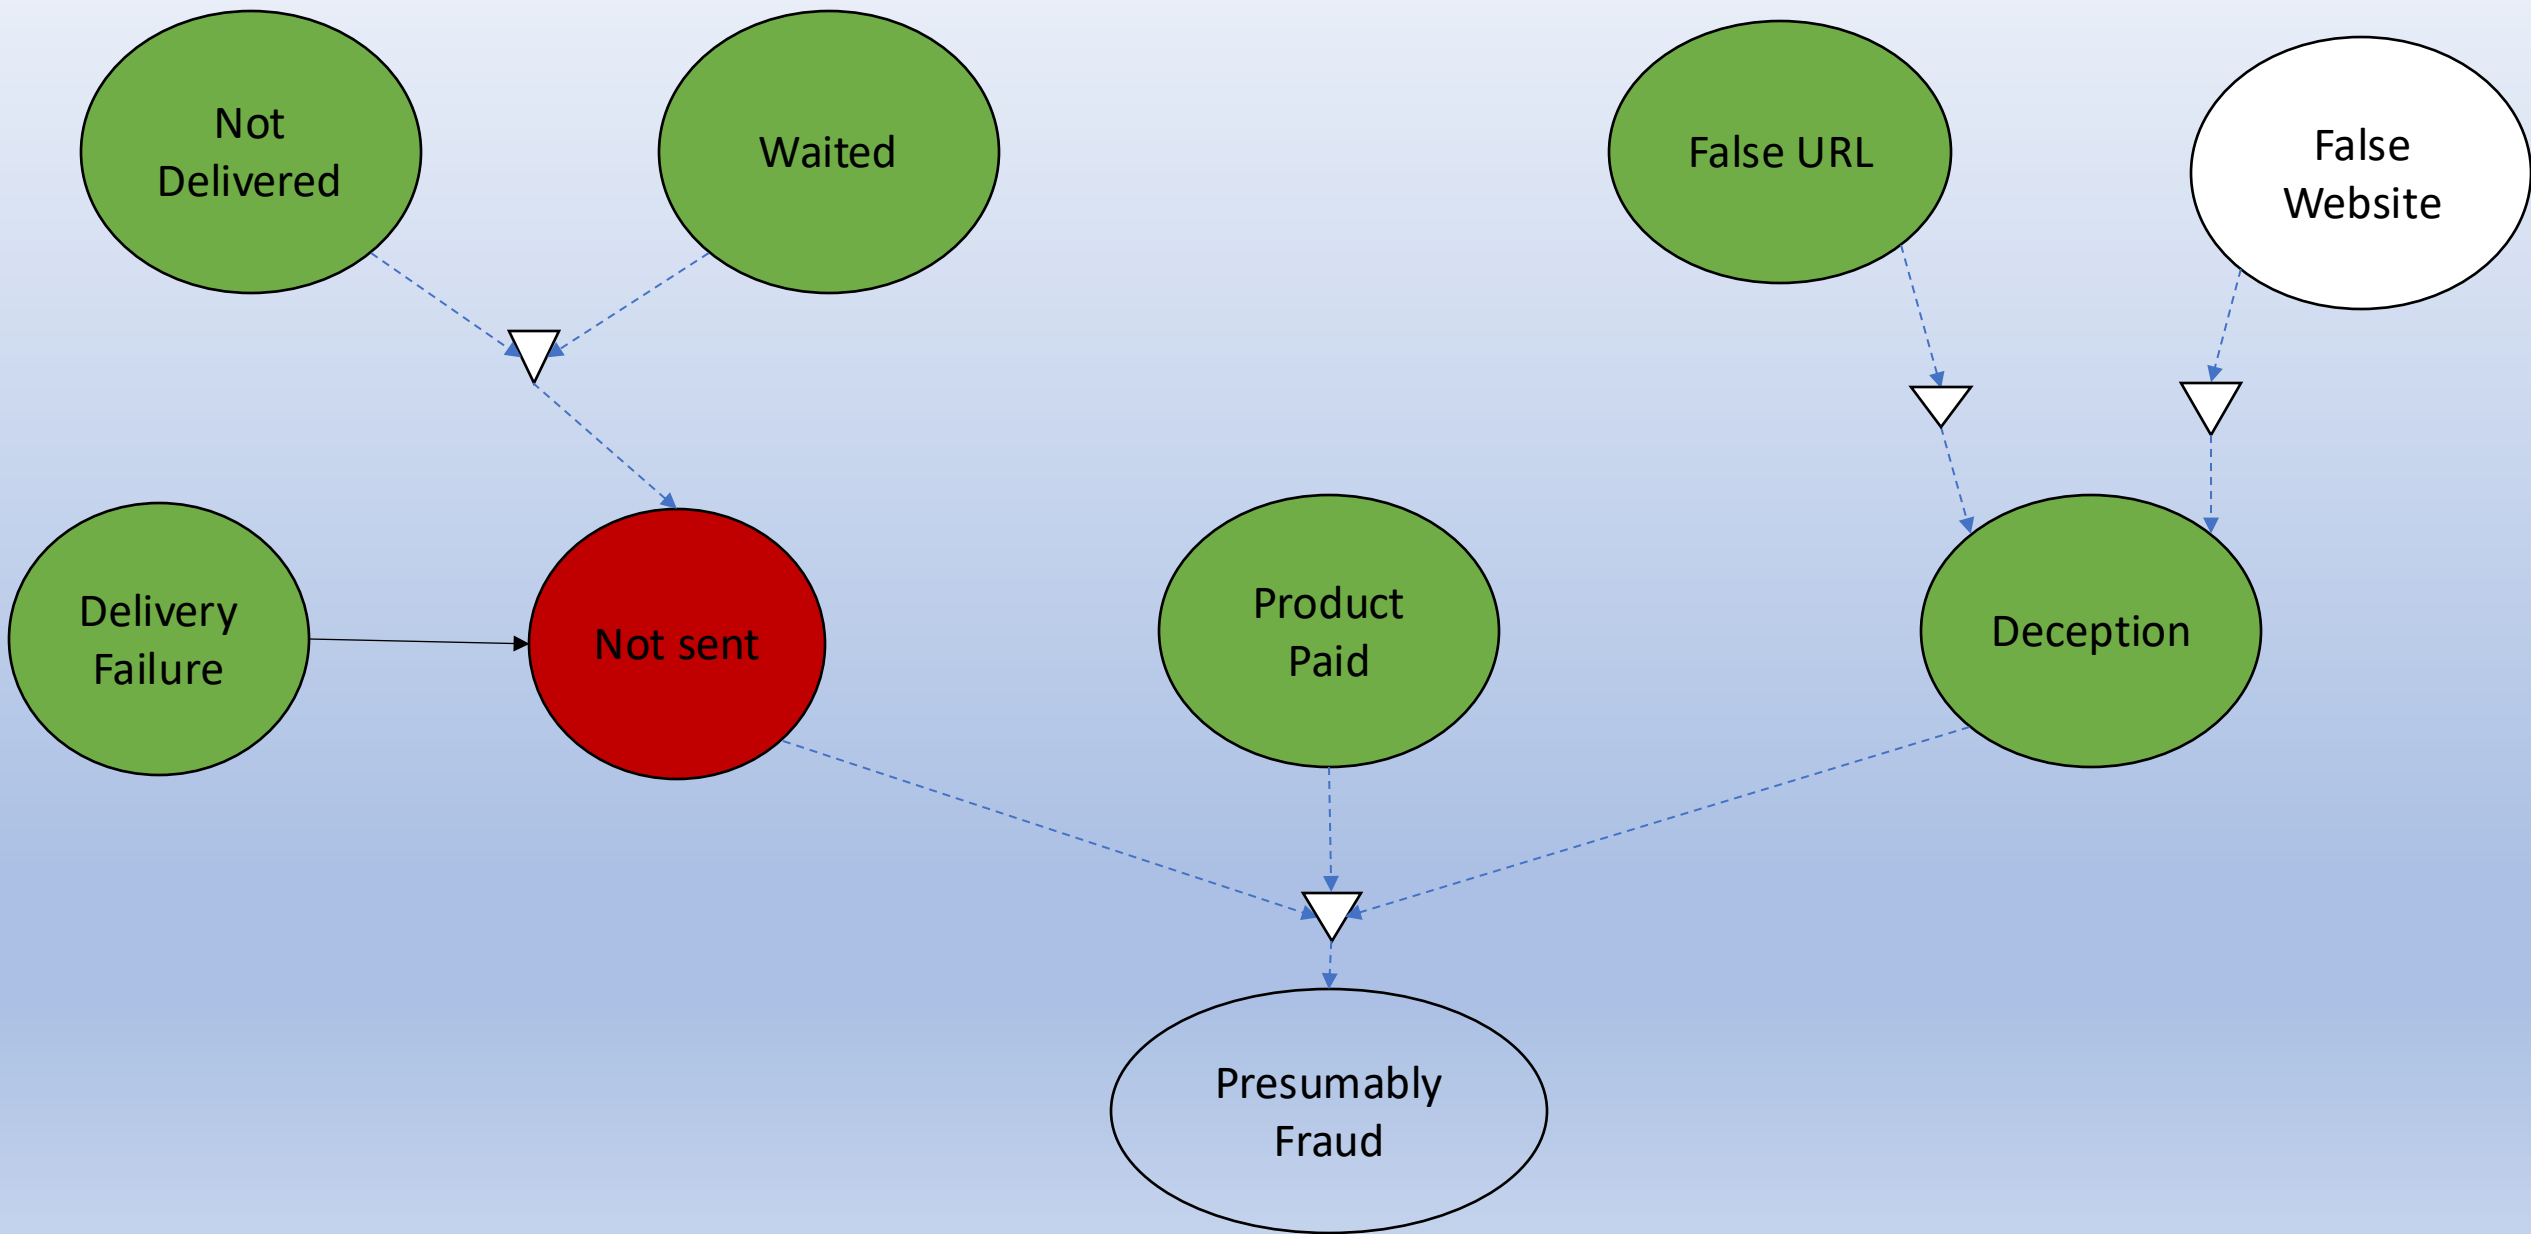 Not
Delivered
Waited
False URL
False
Website
Delivery
Failure
Not sent
Product
Paid
Deception
Presumably
Fraud